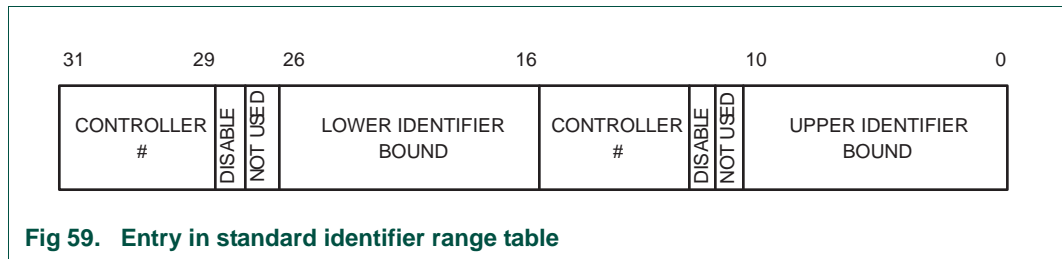 31 29 26 16 10 0
CONTROLLER
#
DISABLE
NOT USED
LOWER IDENTIFIER
BOUND
CONTROLLER
#
DISABLE
NOT USED
UPPER IDENTIFIER
BOUND
Fig 59. Entry in standard identifier range table